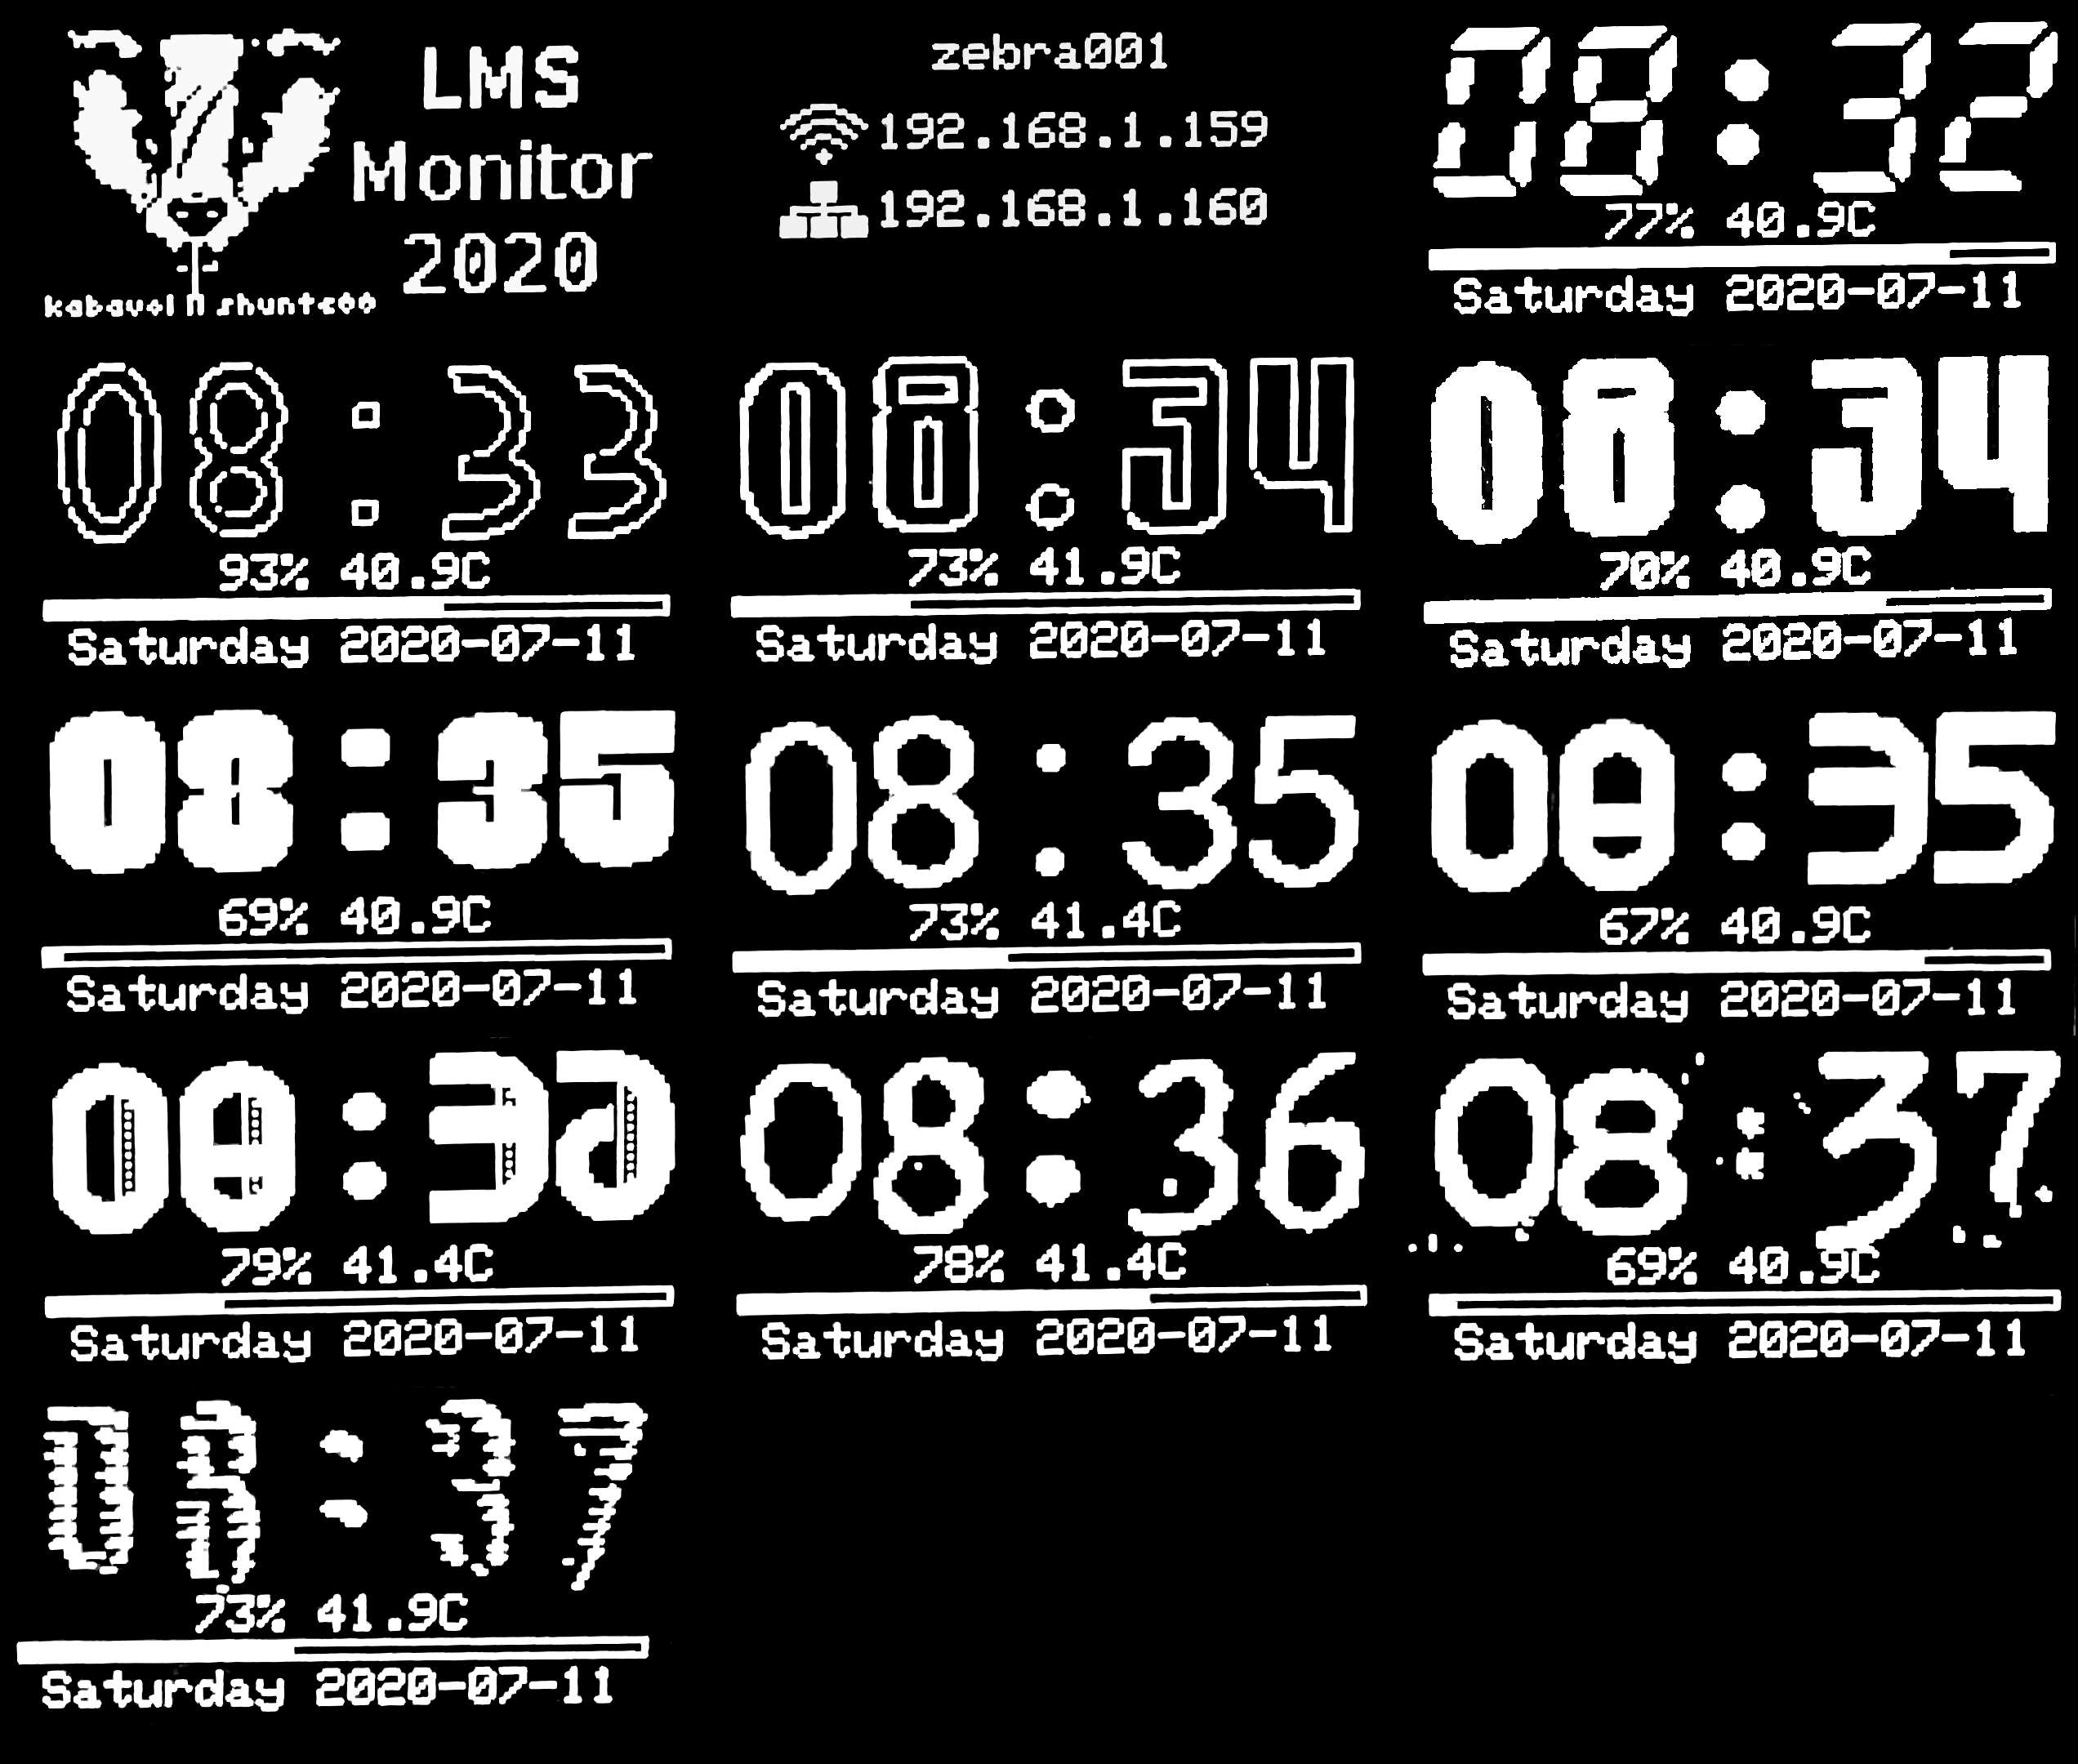 LMS
Monitor
2020
kabavol n shuntcoo
zebra001
192.168.1.159
192.168.1.160
08:32
77% 40.9C
Saturday 2020-07-11
08:33
93% 40.9C
Saturday 2020-07-11
08:34
73% 41.9C
Saturday 2020-07-11
08:34
70% 40.9C
Saturday 2020-07-11
08:35
69% 40.9C
Saturday 2020-07-11
08:35
73% 41.4C
Saturday 2020-07-11
08:35
67% 40.9C
Saturday 2020-07-11
08:36
79% 41.4C
Saturday 2020-07-11
08:36
78% 41.4C
Saturday 2020-07-11
08:37
69% 40.9C
Saturday 2020-07-11
08:37
73% 41.9C
Saturday 2020-07-11